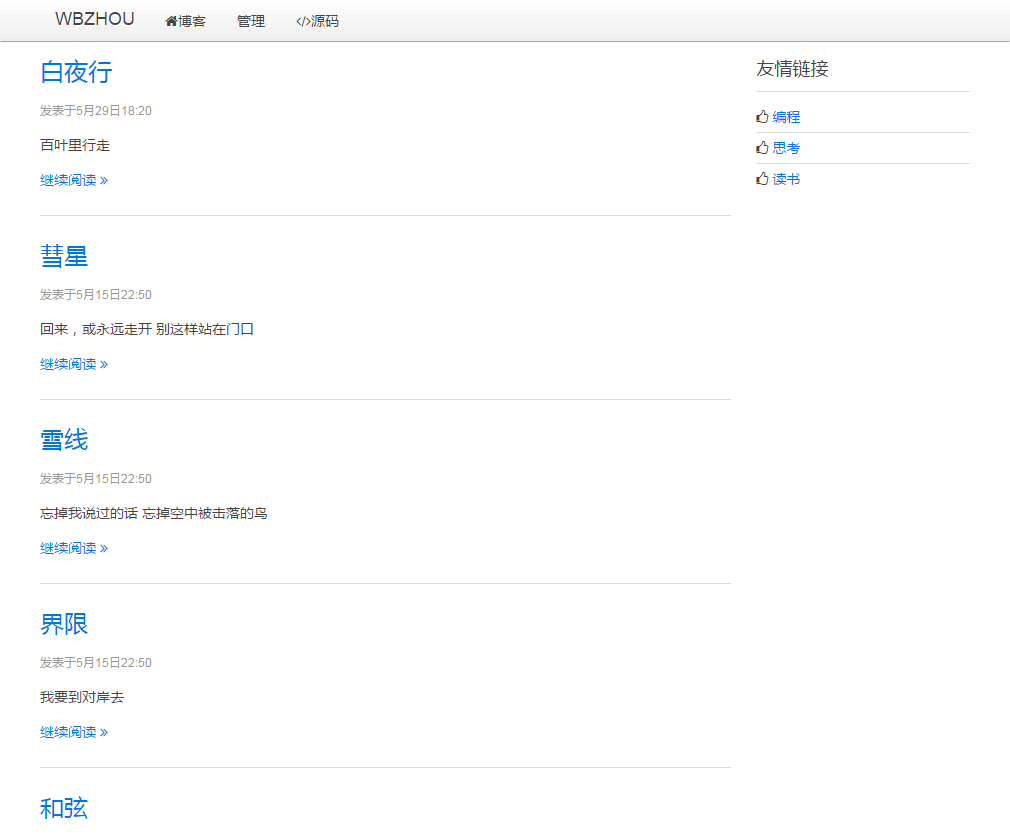 WBZHOU 博客 管理 </>源码
白夜行
发表于5月29日18:20
百叶里行走
继续阅读 »
彗星
发表于5月15日22:50
回来，或永远走开 别这样站在门口
继续阅读 »
雪线
发表于5月15日22:50
忘掉我说过的话 忘掉空中被击落的鸟
继续阅读 »
界限
发表于5月15日22:50
我要到对岸去
继续阅读 »
和弦
友情链接
编程
思考
读书